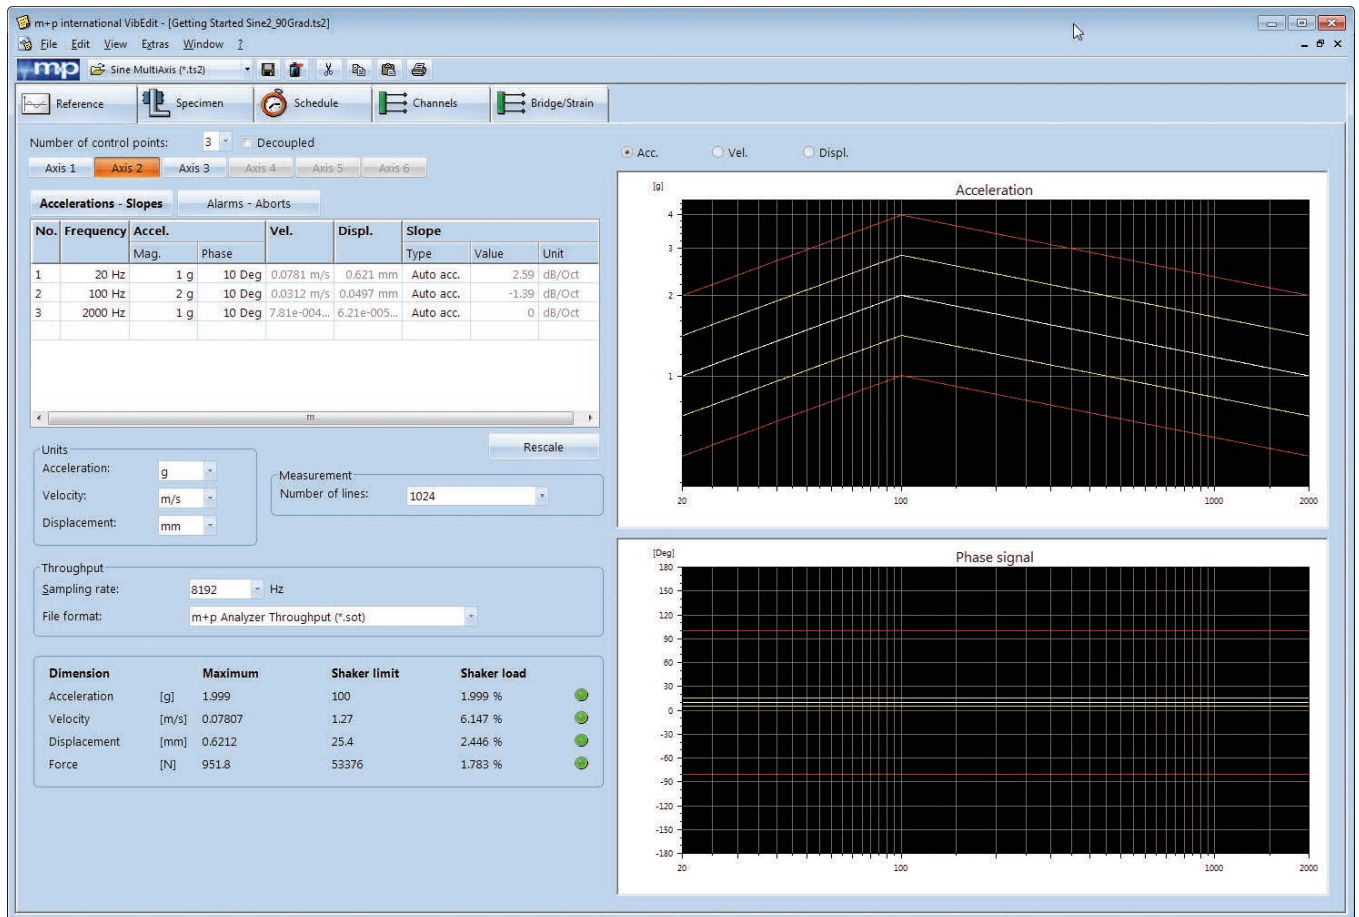 m+p international VibEdit - [Getting Started Sine2_90Grad.ts2]
File Edit View Extras Window ?
mp Sine MultiAxis (*.ts2)
Reference Specimen Schedule Channels Bridge/Strain
Number of control points: 3 Decoupled
Axis 1 Axis 2 Axis 3 Axis 4 Axis 5 Axis 6
Accelerations - Slopes Alarms - Aborts
No. Frequency Accel. Vel. Displ. Slope
Mag. Phase Type Value Unit
1 20 Hz 1 g 10 Deg 0.0781 m/s 0.621 mm Auto acc. 2.59 dB/Oct
2 100 Hz 2 g 10 Deg 0.0312 m/s 0.0497 mm Auto acc. -1.39 dB/Oct
3 2000 Hz 1 g 10 Deg 7.81e-004... 6.21e-005... Auto acc. 0 dB/Oct
Rescale
Units
Acceleration: g
Velocity: m/s
Displacement: mm
Measurement
Number of lines: 1024
Throughput
Sampling rate: 8192 Hz
File format: m+p Analyzer Throughput (*.sot)
Dimension Maximum Shaker limit Shaker load
Acceleration [g] 1.999 100 1.999 %
Velocity [m/s] 0.07807 1.27 6.147 %
Displacement [mm] 0.6212 25.4 2.446 %
Force [N] 951.8 53376 1.783 %
Acc. Vel. Displ.
[g] Acceleration
4
3
2
1
20 100 1000 2000
[Deg] Phase signal
180
150
120
90
60
30
0
-30
-60
-90
-120
-150
-180
20 100 1000 2000